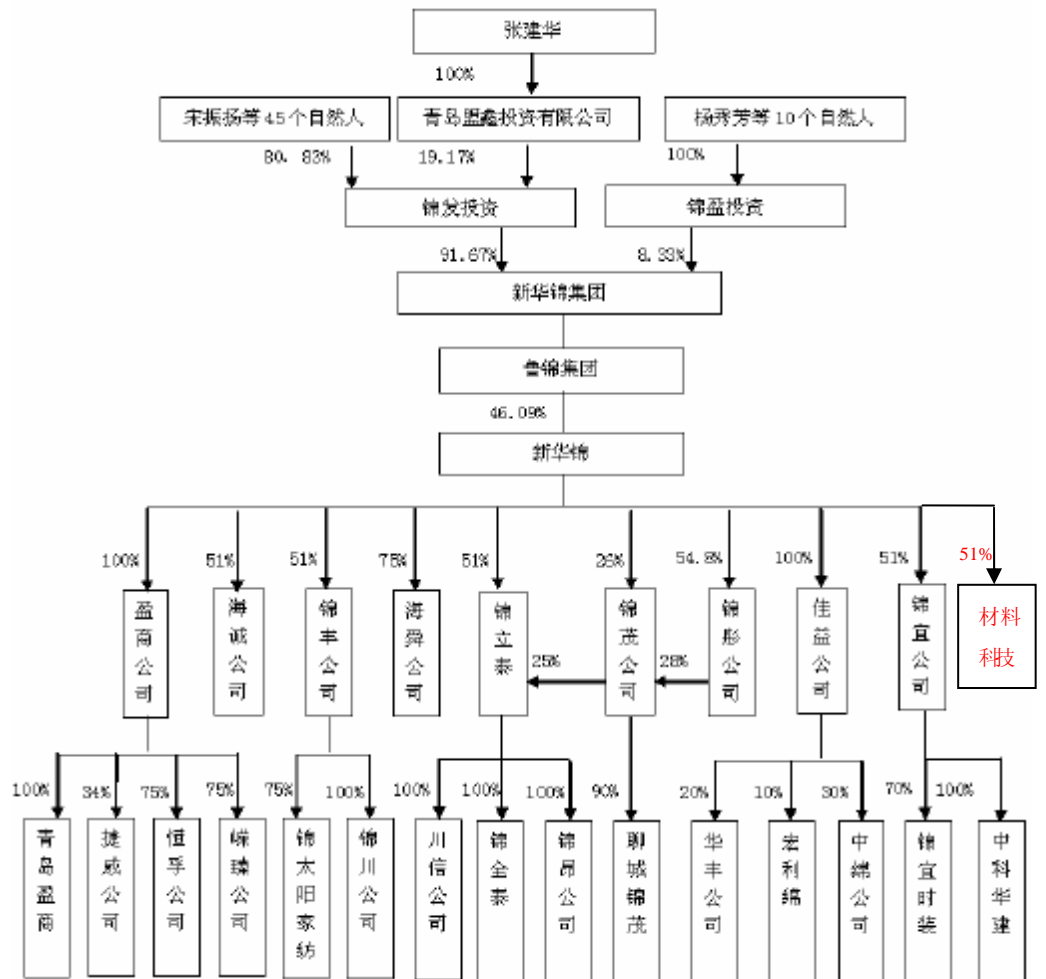 张建华
100%
宋振扬等45个自然人
青岛盟鑫投资有限公司
杨秀芳等10个自然人
80.83%
19.17%
100%
锦发投资
锦盈投资
91.67%
8.33%
新华锦集团
鲁锦集团
46.09%
新华锦
100%
51%
51%
75%
51%
26%
54.8%
100%
51%
51%
盈商公司
海诚公司
锦丰公司
海舜公司
锦立泰
锦茂公司
锦彤公司
佳益公司
锦宜公司
材料
科技
25%
28%
100%
34%
75%
75%
75%
100%
100%
100%
100%
90%
20%
10%
30%
70%
100%
青岛盈商
捷威公司
恒孚公司
嵘臻公司
锦太阳家纺
锦川公司
川信公司
锦全泰
锦昂公司
聊城锦茂
华丰公司
宏利绵
中绵公司
锦宜时装
中科华建